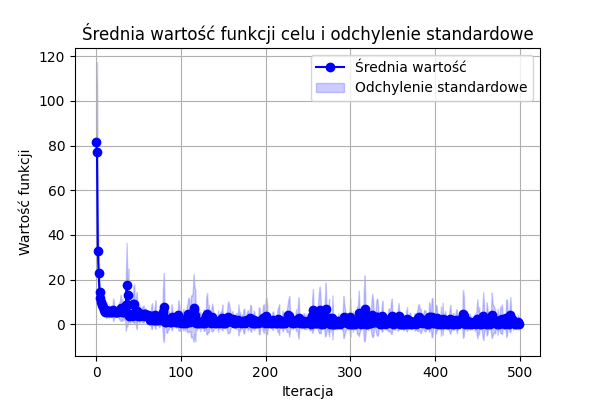 Średnia wartość funkcji celu i odchylenie standardowe
Średnia wartość
Odchylenie standardowe
Wartość funkcji
120
100
80
60
40
20
0
0 100 200 300 400 500
Iteracja